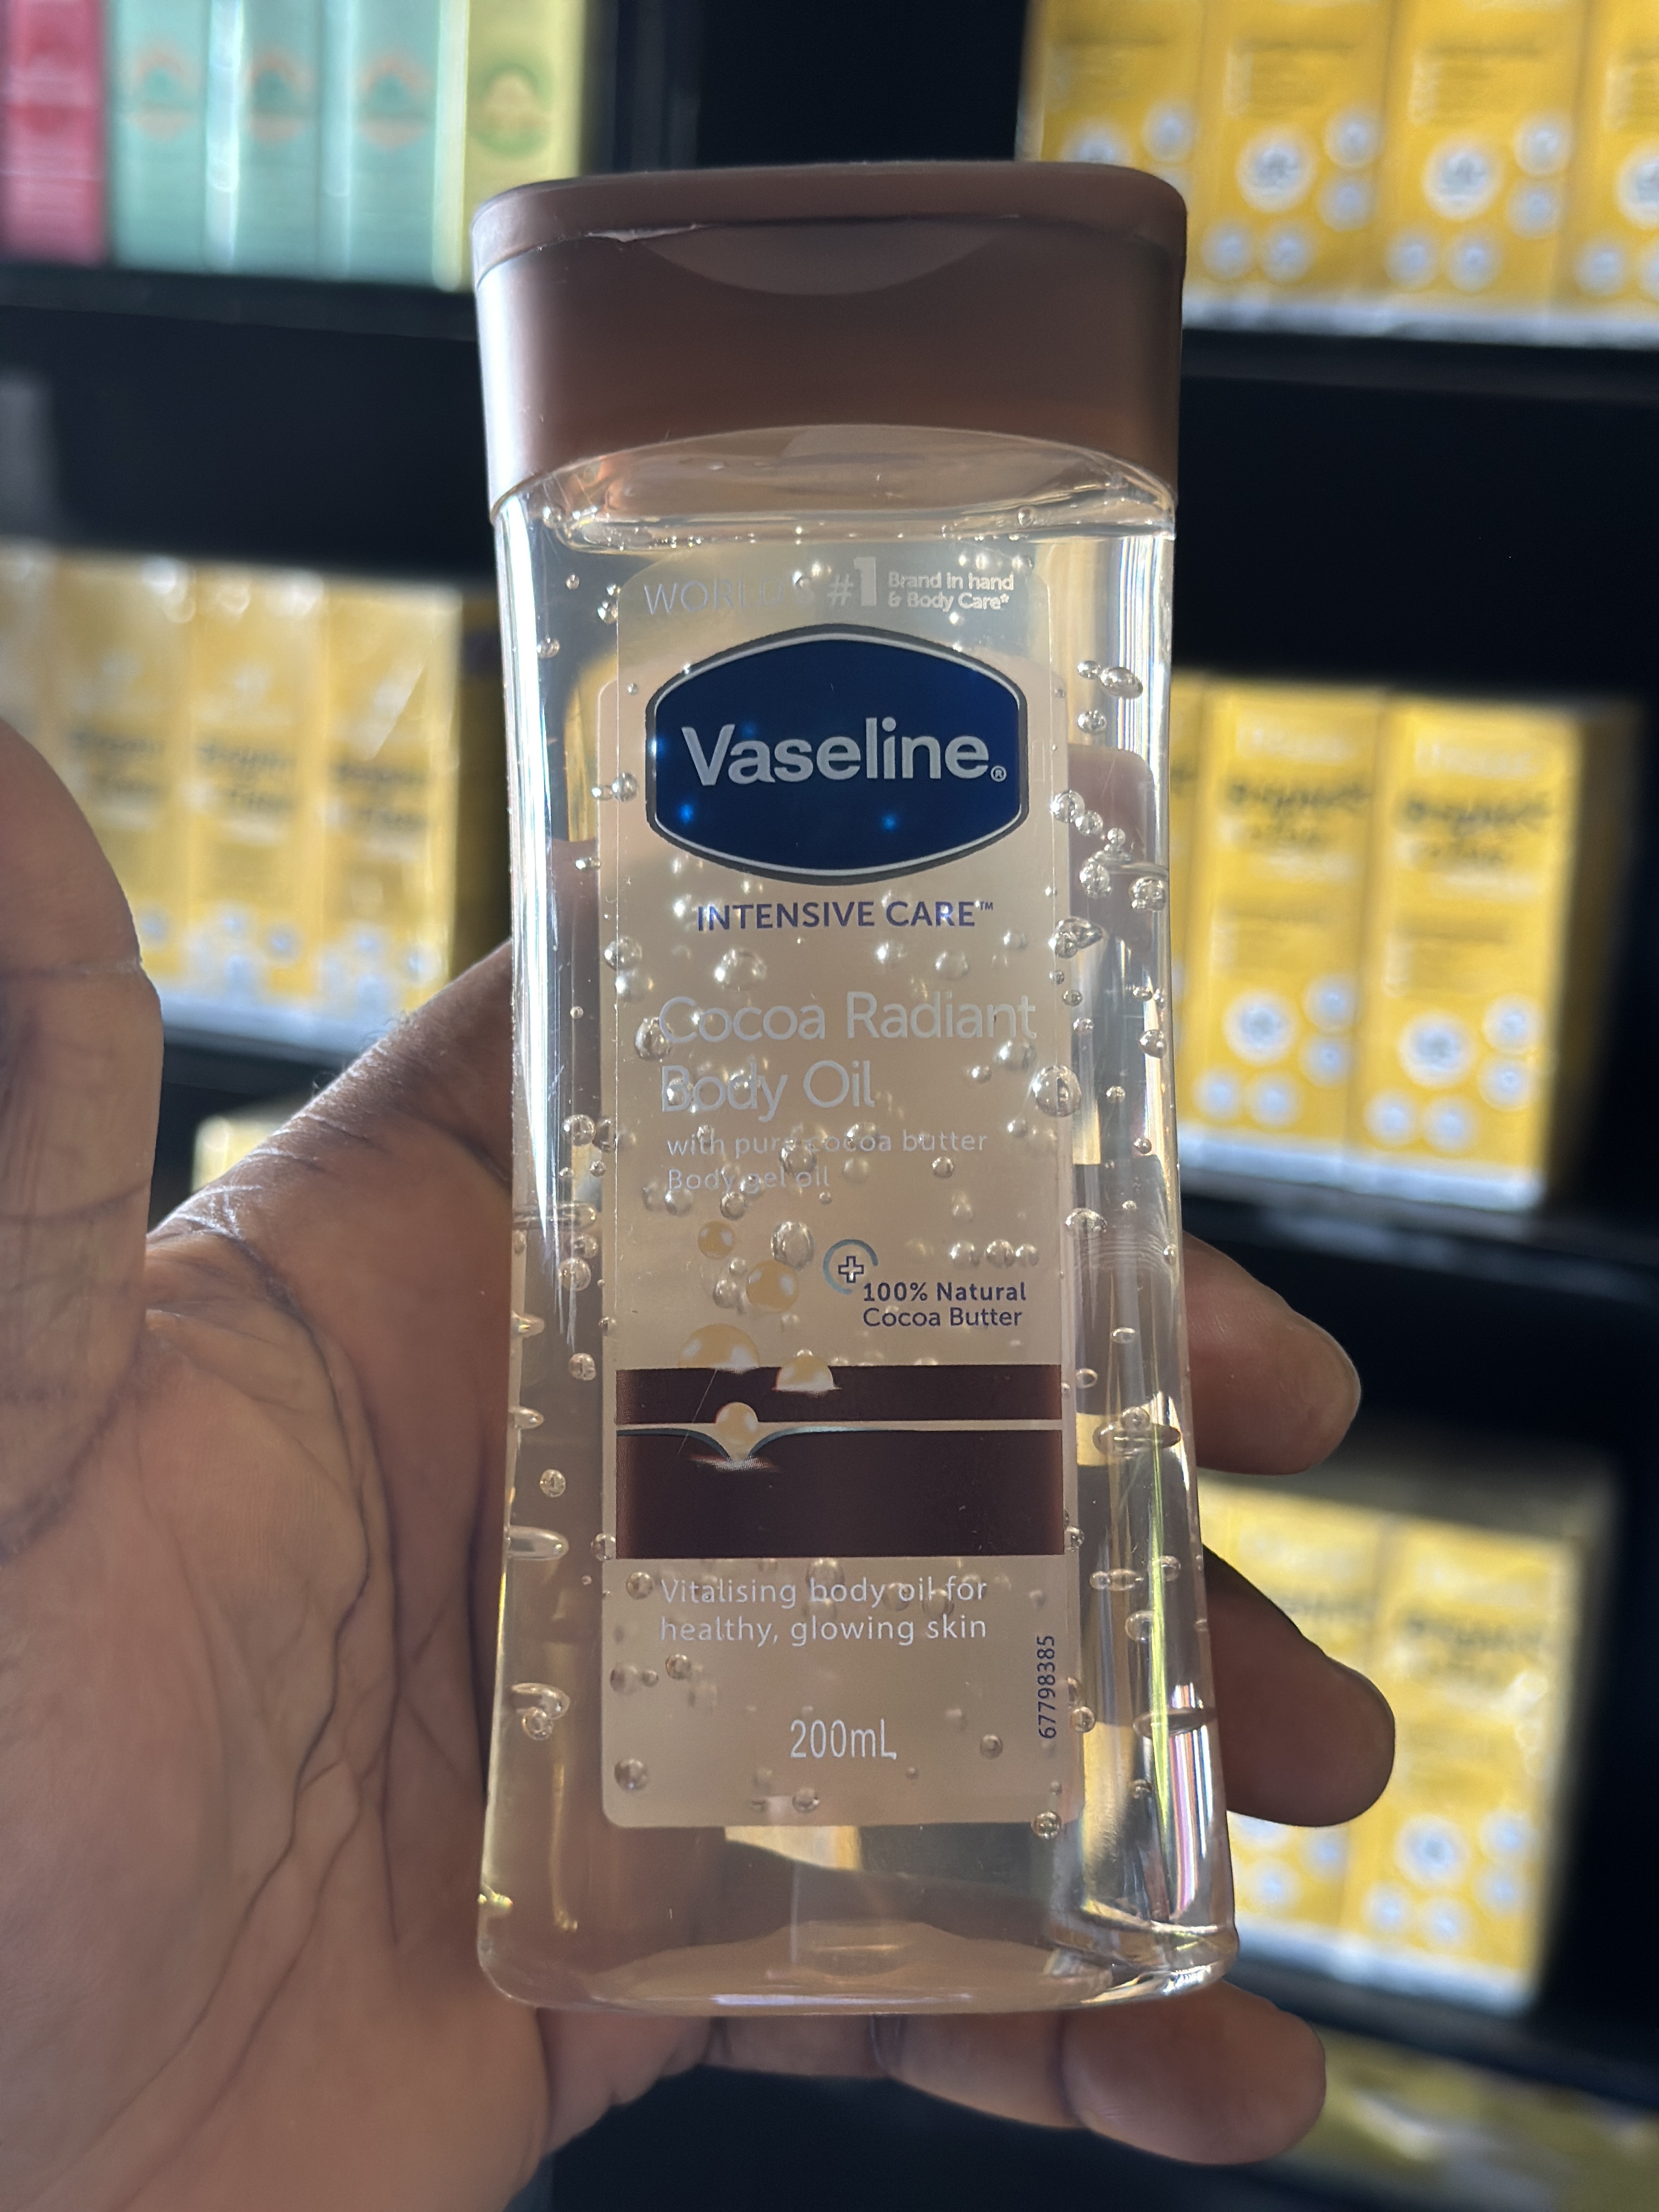 WORLD'S #1 Brand in hand
& Body Care*
Vaseline®
INTENSIVE CARE™
Cocoa Radiant
Body Oil
with pure cocoa butter
Body gel oil
100% Natural
Cocoa Butter
Vitalising body oil for
healthy, glowing skin
67798385
200mL